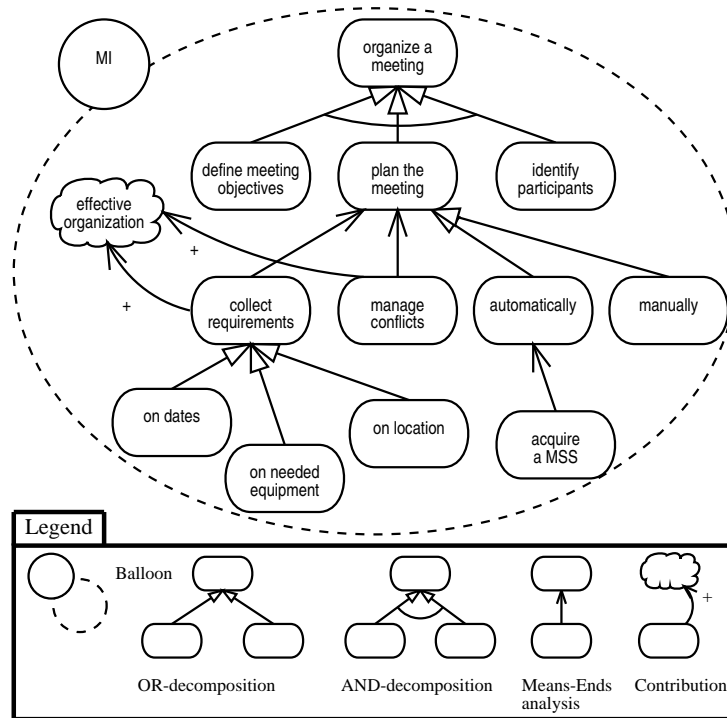 MI
organize a
meeting
define meeting
objectives
plan the
meeting
identify
participants
effective
organization
+
+
collect
requirements
manage
conflicts
automatically
manually
on dates
on needed
equipment
on location
acquire
a MSS
Legend
Balloon
+
OR-decomposition
AND-decomposition
Means-Ends
analysis
Contribution